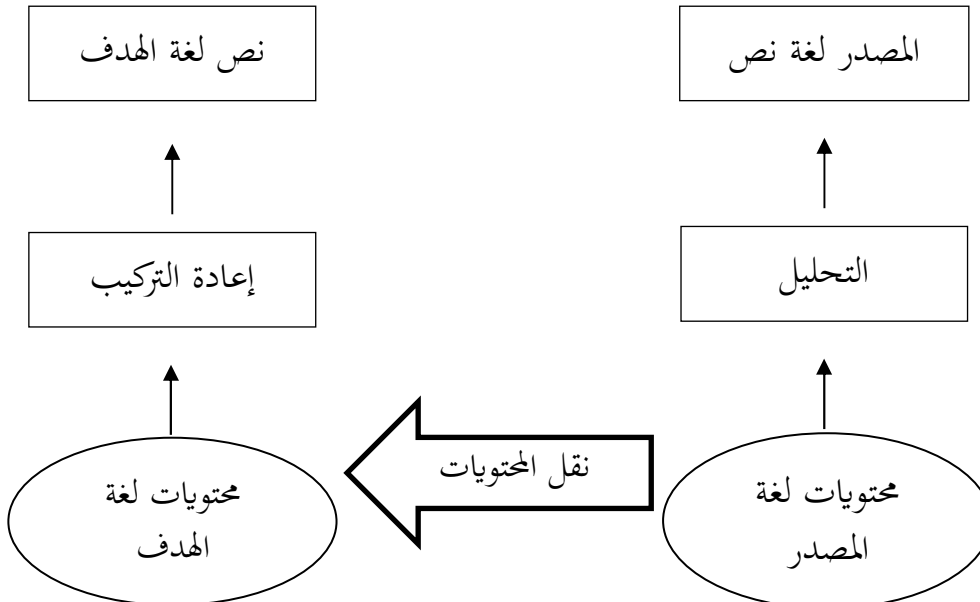 المصدر لغة نص
نص لغة الهدف
التحليل
إعادة التركيب
محتويات لغة
المصدر
نقل المحتويات
محتويات لغة
الهدف